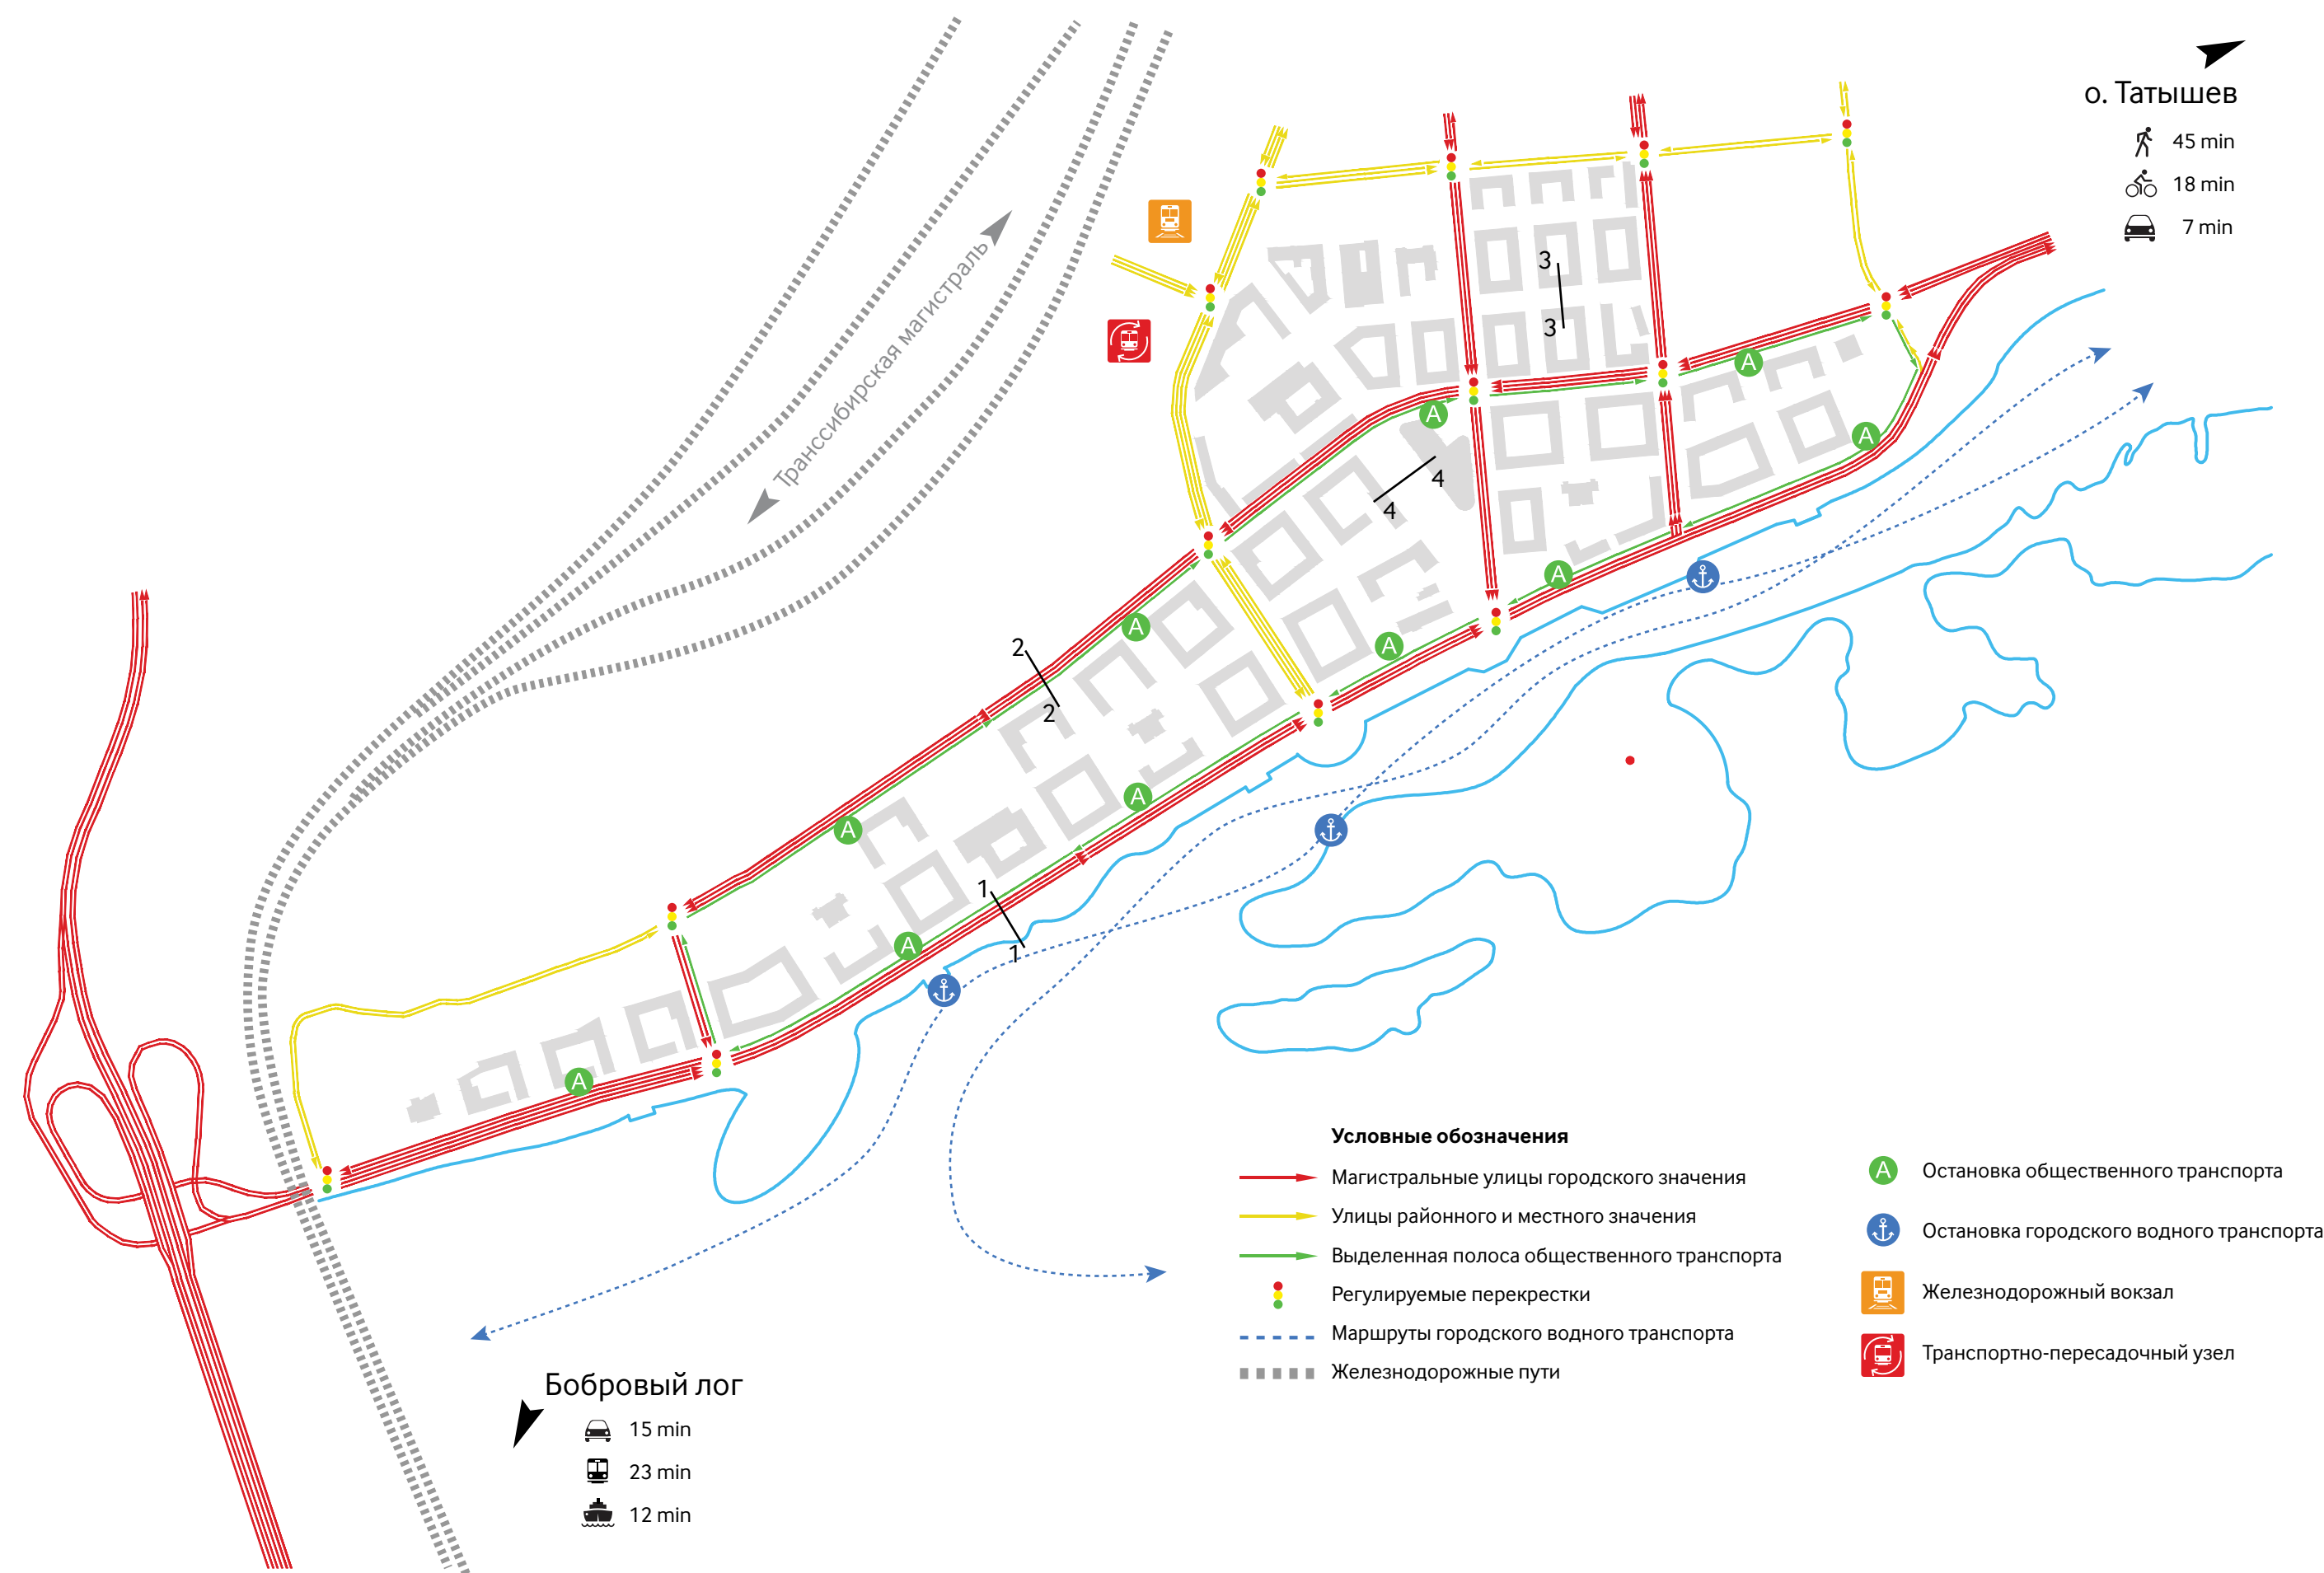 о. Татышев
45 min
18 min
7 min
Транссибирская магистраль
3
3
A
A
A
4
4
A
A
2
2
A
A
A
A
1
1
A
A
Условные обозначения
Магистральные улицы городского значения
Улицы районного и местного значения
Выделенная полоса общественного транспорта
Регулируемые перекрестки
Маршруты городского водного транспорта
Железнодорожные пути
A Остановка общественного транспорта
Остановка городского водного транспорта
Железнодорожный вокзал
Транспортно-пересадочный узел
Бобровый лог
15 min
23 min
12 min